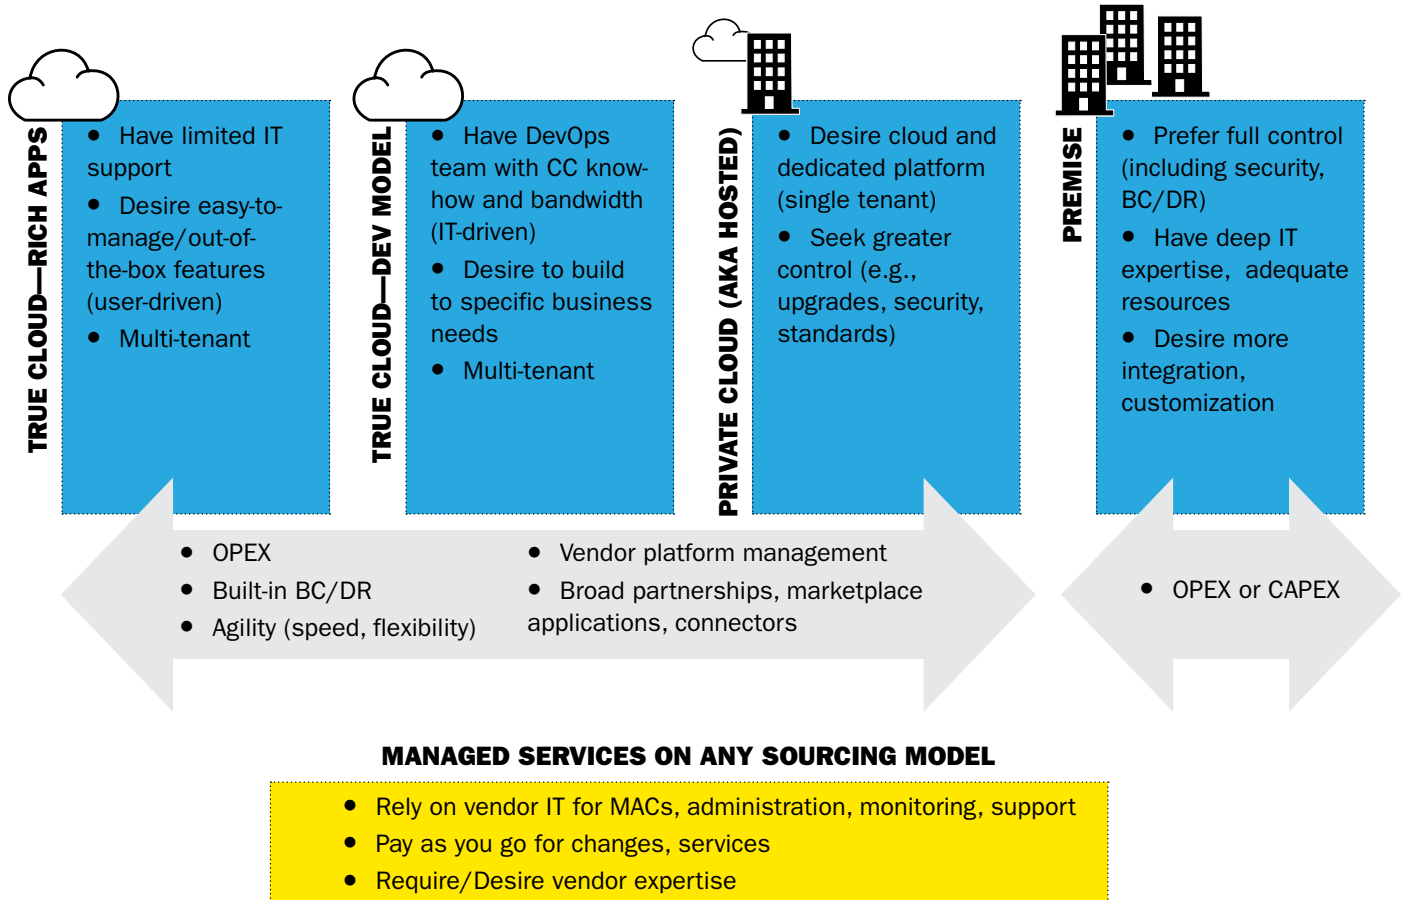 TRUE CLOUD—RICH APPS
• Have limited IT
support
• Desire easy-to-
manage/out-of-
the-box features
(user-driven)
• Multi-tenant
TRUE CLOUD—DEV MODEL
• Have DevOps
team with CC know-
how and bandwidth
(IT-driven)
• Desire to build
to specific business
needs
• Multi-tenant
PRIVATE CLOUD (AKA HOSTED)
• Desire cloud and
dedicated platform
(single tenant)
• Seek greater
control (e.g.,
upgrades, security,
standards)
PREMISE
• Prefer full control
(including security,
BC/DR)
• Have deep IT
expertise, adequate
resources
• Desire more
integration,
customization
• OPEX
• Built-in BC/DR
• Agility (speed, flexibility)
• Vendor platform management
• Broad partnerships, marketplace
applications, connectors
• OPEX or CAPEX
MANAGED SERVICES ON ANY SOURCING MODEL
• Rely on vendor IT for MACs, administration, monitoring, support
• Pay as you go for changes, services
• Require/Desire vendor expertise